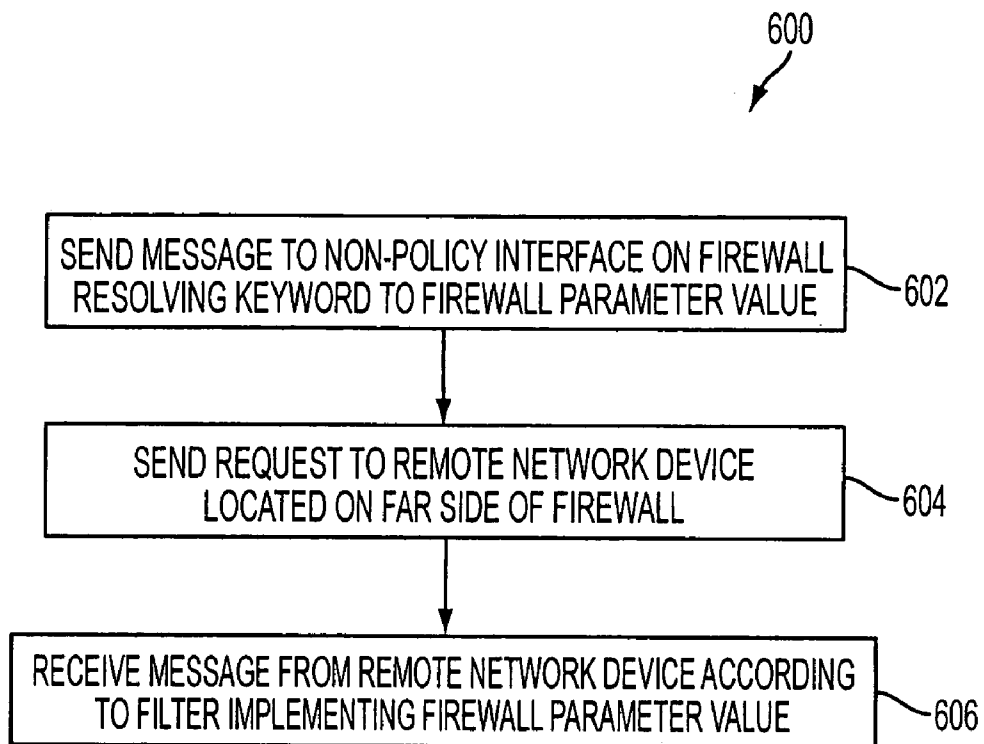 600
SEND MESSAGE TO NON-POLICY INTERFACE ON FIREWALL
RESOLVING KEYWORD TO FIREWALL PARAMETER VALUE
602
SEND REQUEST TO REMOTE NETWORK DEVICE
LOCATED ON FAR SIDE OF FIREWALL
604
RECEIVE MESSAGE FROM REMOTE NETWORK DEVICE ACCORDING
TO FILTER IMPLEMENTING FIREWALL PARAMETER VALUE
606